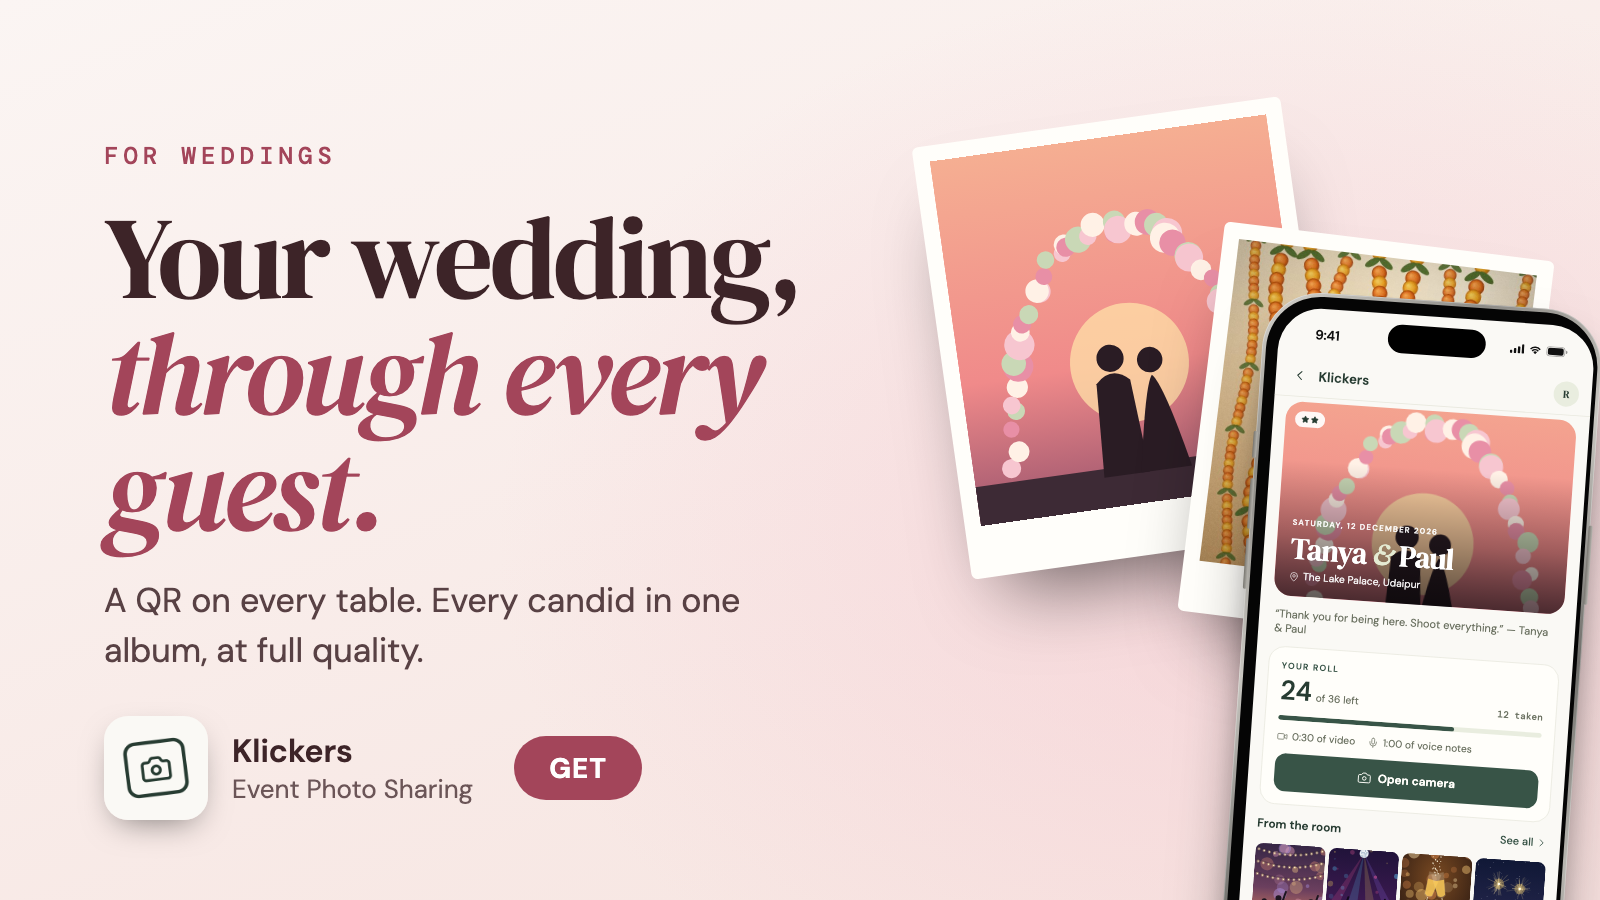 FOR WEDDINGS
Your wedding,
through every
guest.
A QR on every table. Every candid in one
album, at full quality.
Klickers
Event Photo Sharing
GET
9:41
Klickers
R
SATURDAY, 12 DECEMBER 2026
Tanya & Paul
The Lake Palace, Udaipur
“Thank you for being here. Shoot everything.” — Tanya
& Paul
YOUR ROLL
24 of 36 left
12 taken
0:30 of video
1:00 of voice notes
Open camera
From the room
See all